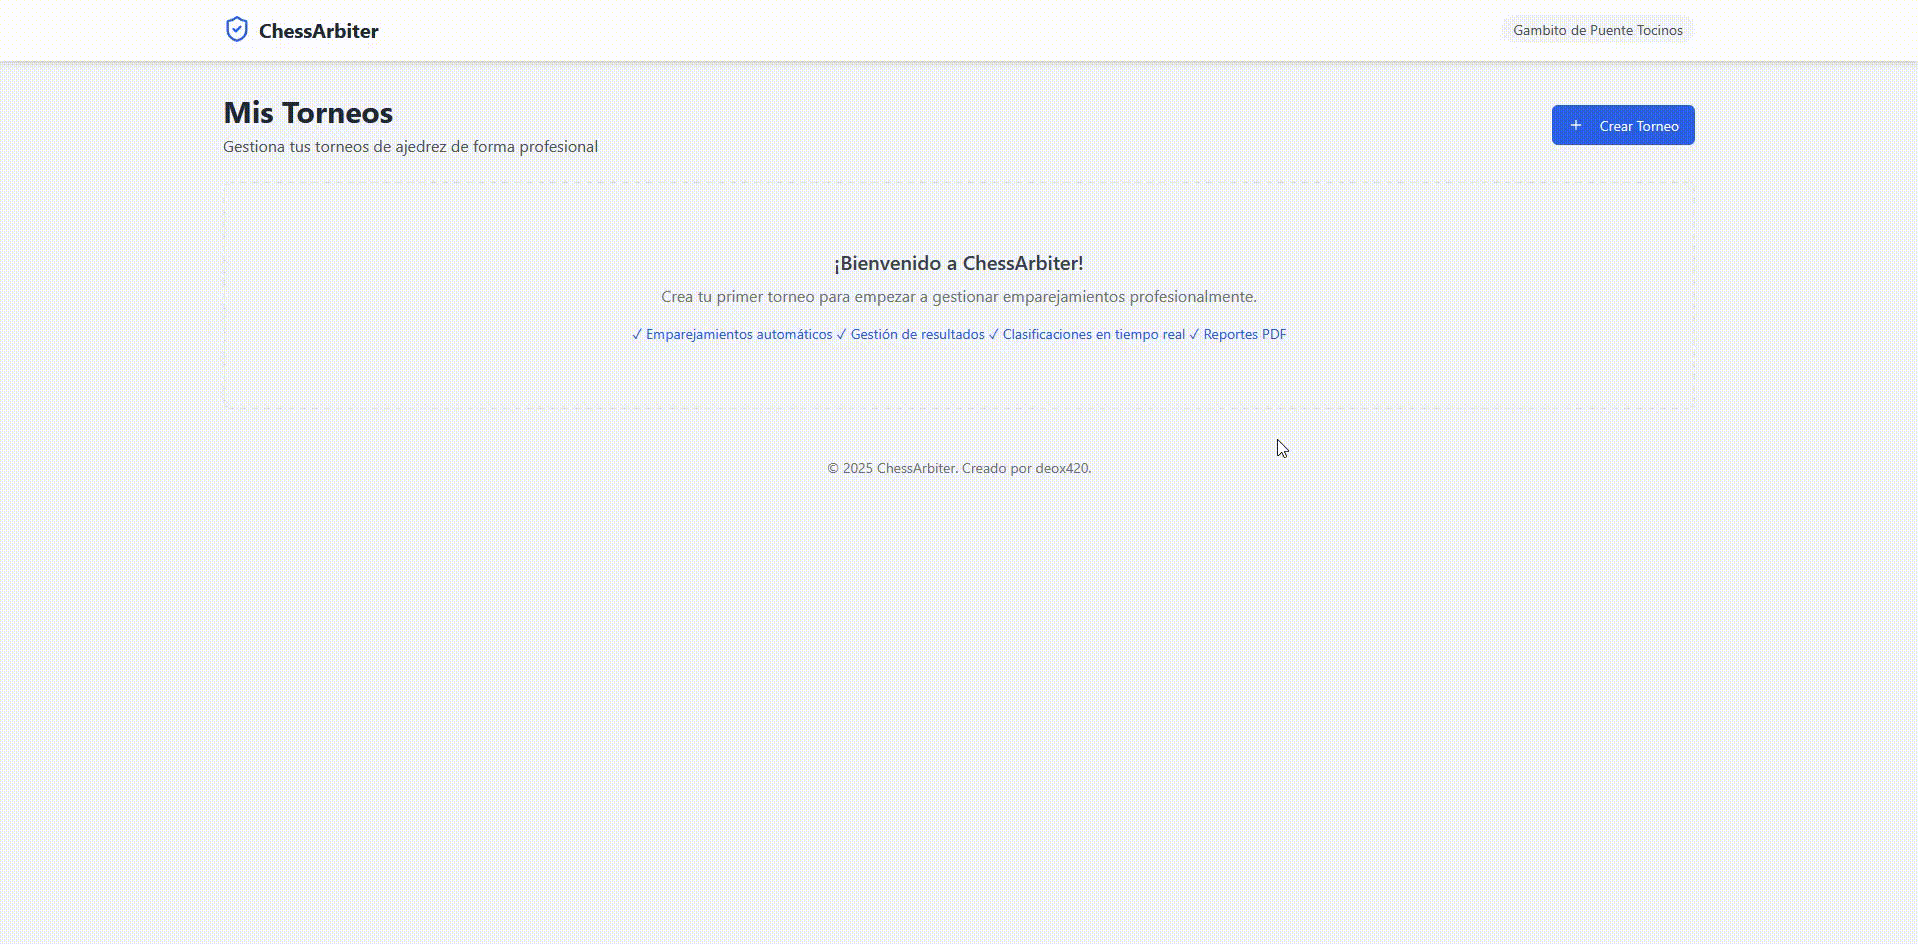 ChessArbiter
Gambito de Puente Tocinos
Mis Torneos
Gestiona tus torneos de ajedrez de forma profesional
+ Crear Torneo
¡Bienvenido a ChessArbiter!
Crea tu primer torneo para empezar a gestionar emparejamientos profesionalmente.
✓ Emparejamientos automáticos ✓ Gestión de resultados ✓ Clasificaciones en tiempo real ✓ Reportes PDF
© 2025 ChessArbiter. Creado por deox420.